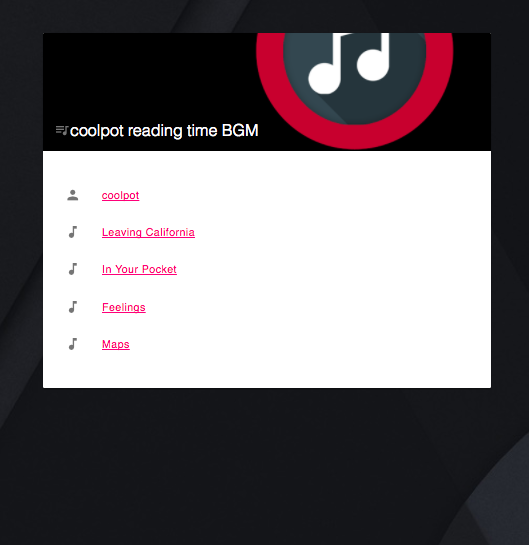 coolpot reading time BGM
coolpot
Leaving California
In Your Pocket
Feelings
Maps